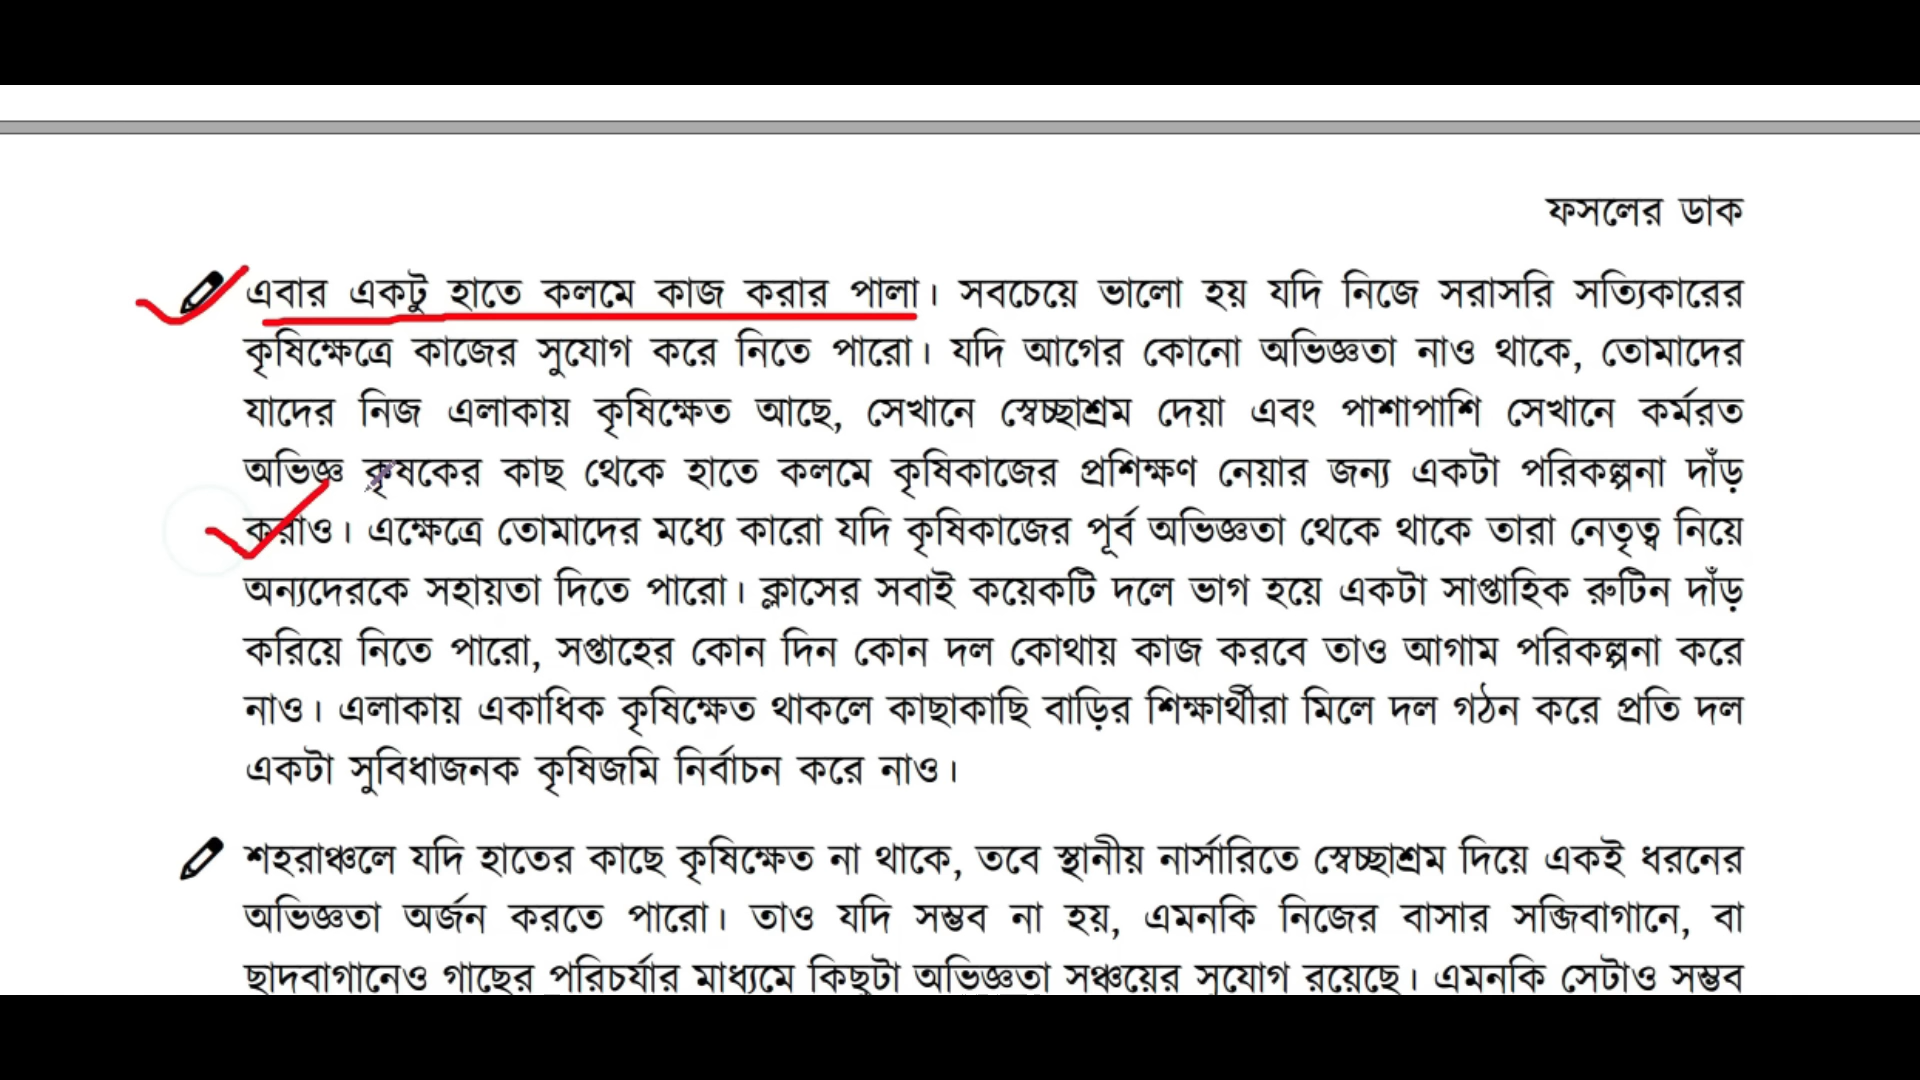 ফসলের ডাক
এবার একটু হাতে কলমে কাজ করার পালা। সবচেয়ে ভালো হয় যদি নিজে সরাসরি সত্যিকারের
কৃষিক্ষেত্রে কাজের সুযোগ করে নিতে পারো। যদি আগের কোনো অভিজ্ঞতা নাও থাকে, তোমাদের
যাদের নিজ এলাকায় কৃষিক্ষেত আছে, সেখানে স্বেচ্ছাশ্রম দেয়া এবং পাশাপাশি সেখানে কর্মরত
অভিজ্ঞ কৃষকের কাছ থেকে হাতে কলমে কৃষিকাজের প্রশিক্ষণ নেয়ার জন্য একটা পরিকল্পনা দাঁড়
করাও। এক্ষেত্রে তোমাদের মধ্যে কারো যদি কৃষিকাজের পূর্ব অভিজ্ঞতা থেকে থাকে তারা নেতৃত্ব নিয়ে
অন্যদেরকে সহায়তা দিতে পারো। ক্লাসের সবাই কয়েকটি দলে ভাগ হয়ে একটা সাপ্তাহিক রুটিন দাঁড়
করিয়ে নিতে পারো, সপ্তাহের কোন দিন কোন দল কোথায় কাজ করবে তাও আগাম পরিকল্পনা করে
নাও। এলাকায় একাধিক কৃষিক্ষেত থাকলে কাছাকাছি বাড়ির শিক্ষার্থীরা মিলে দল গঠন করে প্রতি দল
একটা সুবিধাজনক কৃষিজমি নির্বাচন করে নাও।
শহরাঞ্চলে যদি হাতের কাছে কৃষিক্ষেত না থাকে, তবে স্থানীয় নার্সারিতে স্বেচ্ছাশ্রম দিয়ে একই ধরনের
অভিজ্ঞতা অর্জন করতে পারো। তাও যদি সম্ভব না হয়, এমনকি নিজের বাসার সব্জিবাগানে, বা
ছাদবাগানেও গাছের পরিচর্যার মাধ্যমে কিছুটা অভিজ্ঞতা সঞ্চয়ের সুযোগ রয়েছে। এমনকি সেটাও সম্ভব